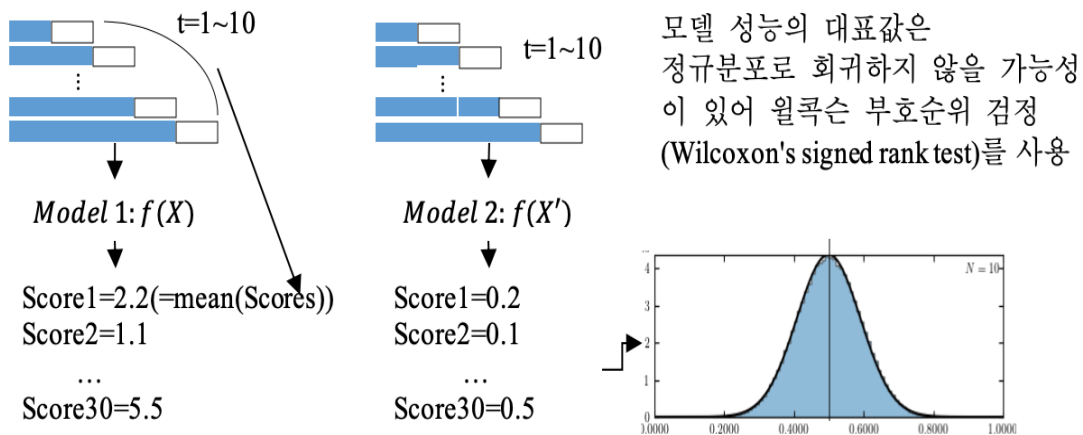 t=1~10
⋮
Model 1: f(X)
Score1=2.2(=mean(Scores))
Score2=1.1
…
Score30=5.5
t=1~10
⋮
Model 2: f(X′)
Score1=0.2
Score2=0.1
…
Score30=0.5
모델 성능의 대표값은
정규분포로 회귀하지 않을 가능성
이 있어 윌콕슨 부호순위 검정
(Wilcoxon's signed rank test)를 사용
N = 10
4
3
2
1
0
0.2000 0.4000 0.6000 0.8000